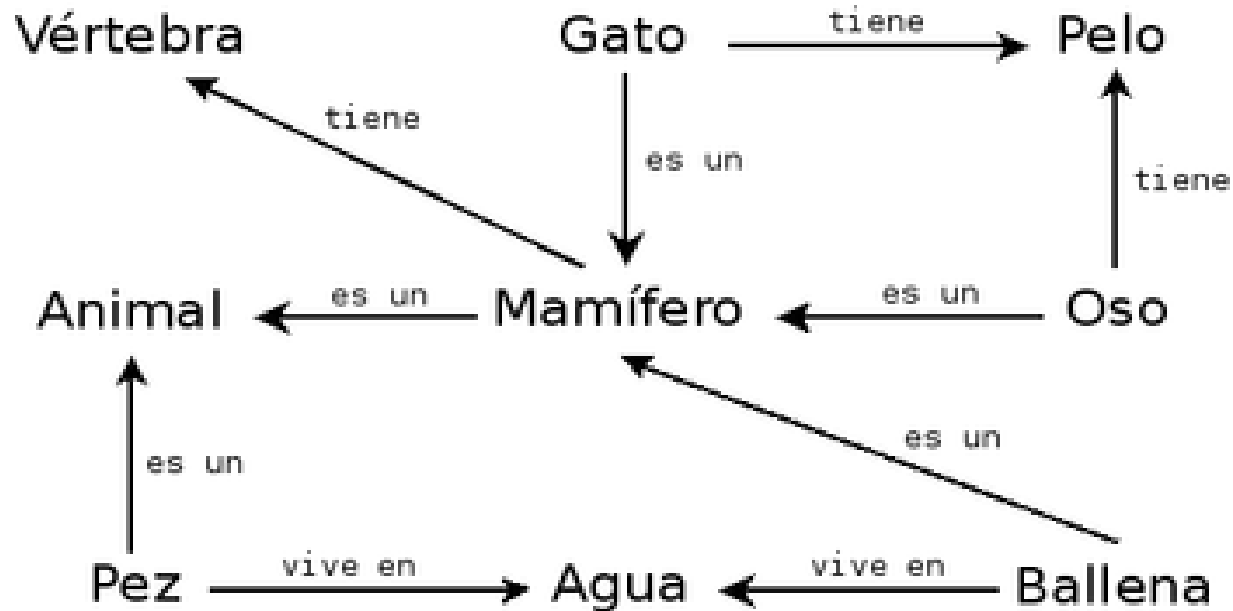 Vértebra
Gato
tiene
Pelo
tiene
es un
tiene
Animal
es un
Mamífero
es un
Oso
es un
es un
Pez
vive en
Agua
vive en
Ballena